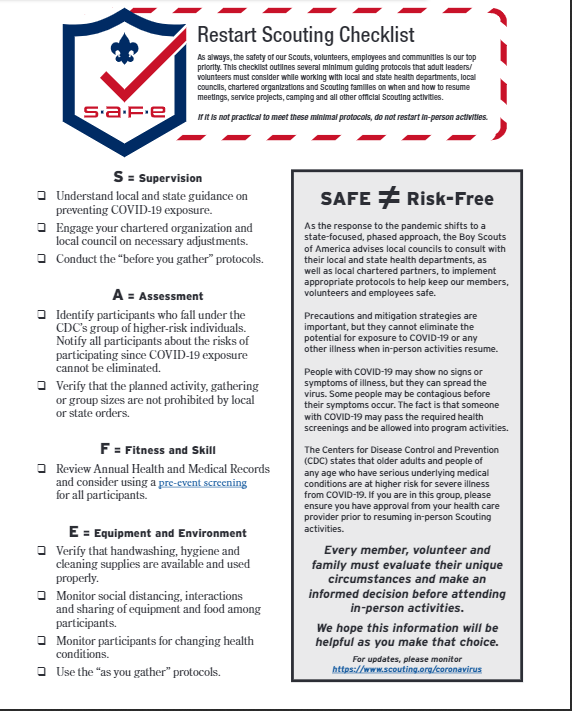 Restart Scouting Checklist
As always, the safety of our Scouts, volunteers, employees and communities is our top
priority. This checklist outlines several minimum guiding protocols that adult leaders/
volunteers must consider while working with local and state health departments, local
councils, chartered organizations and Scouting families on when and how to resume
meetings, service projects, camping and all other official Scouting activities.
If it is not practical to meet these minimal protocols, do not restart in-person activities.
s·a·f·e
S = Supervision
❑ Understand local and state guidance on
preventing COVID-19 exposure.
❑ Engage your chartered organization and
local council on necessary adjustments.
❑ Conduct the “before you gather” protocols.
A = Assessment
❑ Identify participants who fall under the
CDC’s group of higher-risk individuals.
Notify all participants about the risks of
participating since COVID-19 exposure
cannot be eliminated.
❑ Verify that the planned activity, gathering
or group sizes are not prohibited by local
or state orders.
F = Fitness and Skill
❑ Review Annual Health and Medical Records
and consider using a pre-event screening
for all participants.
E = Equipment and Environment
❑ Verify that handwashing, hygiene and
cleaning supplies are available and used
properly.
❑ Monitor social distancing, interactions
and sharing of equipment and food among
participants.
❑ Monitor participants for changing health
conditions.
❑ Use the “as you gather” protocols.
SAFE ≠ Risk-Free
As the response to the pandemic shifts to a
state-focused, phased approach, the Boy Scouts
of America advises local councils to consult with
their local and state health departments, as
well as local chartered partners, to implement
appropriate protocols to help keep our members,
volunteers and employees safe.
Precautions and mitigation strategies are
important, but they cannot eliminate the
potential for exposure to COVID-19 or any
other illness when in-person activities resume.
People with COVID-19 may show no signs or
symptoms of illness, but they can spread the
virus. Some people may be contagious before
their symptoms occur. The fact is that someone
with COVID-19 may pass the required health
screenings and be allowed into program activities.
The Centers for Disease Control and Prevention
(CDC) states that older adults and people of
any age who have serious underlying medical
conditions are at higher risk for severe illness
from COVID-19. If you are in this group, please
ensure you have approval from your health care
provider prior to resuming in-person Scouting
activities.
Every member, volunteer and
family must evaluate their unique
circumstances and make an
informed decision before attending
in-person activities.
We hope this information will be
helpful as you make that choice.
For updates, please monitor
https://www.scouting.org/coronavirus